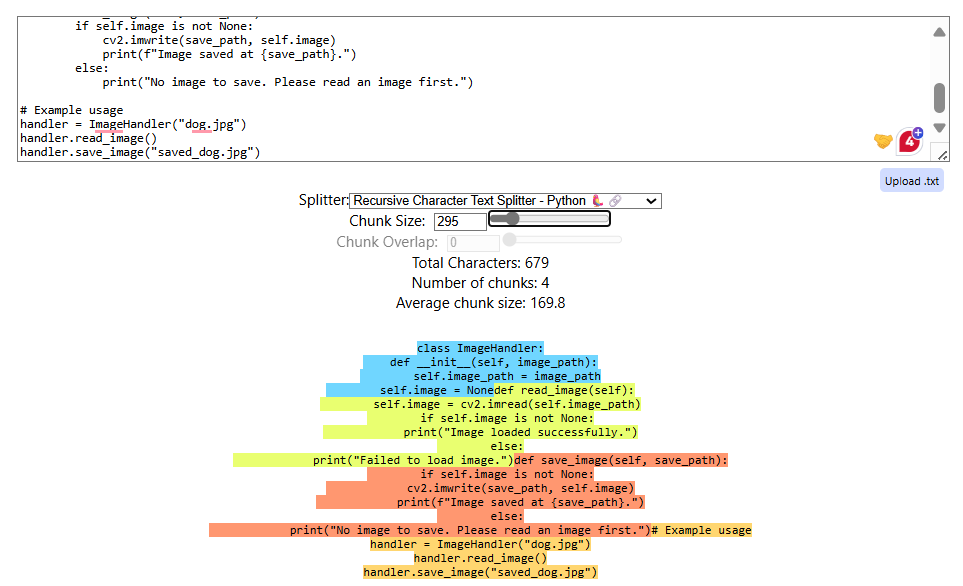 if self.image is not None:
cv2.imwrite(save_path, self.image)
print(f"Image saved at {save_path}.")
else:
print("No image to save. Please read an image first.")
# Example usage
handler = ImageHandler("dog.jpg")
handler.read_image()
handler.save_image("saved_dog.jpg")
4
Upload .txt
Splitter: Recursive Character Text Splitter - Python 🦜🔗
Chunk Size: 295
Chunk Overlap: 0
Total Characters: 679
Number of chunks: 4
Average chunk size: 169.8
class ImageHandler:
def __init__(self, image_path):
self.image_path = image_path
self.image = Nonedef read_image(self):
self.image = cv2.imread(self.image_path)
if self.image is not None:
print("Image loaded successfully.")
else:
print("Failed to load image.")def save_image(self, save_path):
if self.image is not None:
cv2.imwrite(save_path, self.image)
print(f"Image saved at {save_path}.")
else:
print("No image to save. Please read an image first.")# Example usage
handler = ImageHandler("dog.jpg")
handler.read_image()
handler.save_image("saved_dog.jpg")